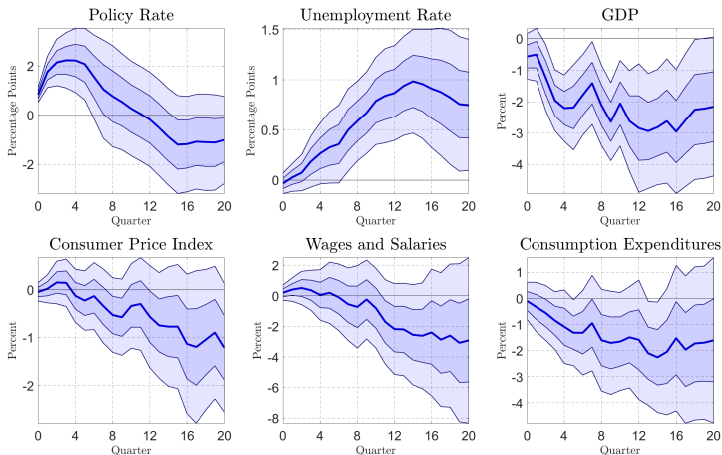 Policy Rate
Percentage Points
2
0
-2
0 4 8 12 16 20
Quarter
Unemployment Rate
Percentage Points
1.5
1
0.5
0
0 4 8 12 16 20
Quarter
GDP
Percent
0
-1
-2
-3
-4
0 4 8 12 16 20
Quarter
Consumer Price Index
Percent
0
-1
-2
0 4 8 12 16 20
Quarter
Wages and Salaries
Percent
2
0
-2
-4
-6
-8
0 4 8 12 16 20
Quarter
Consumption Expenditures
Percent
1
0
-1
-2
-3
-4
0 4 8 12 16 20
Quarter